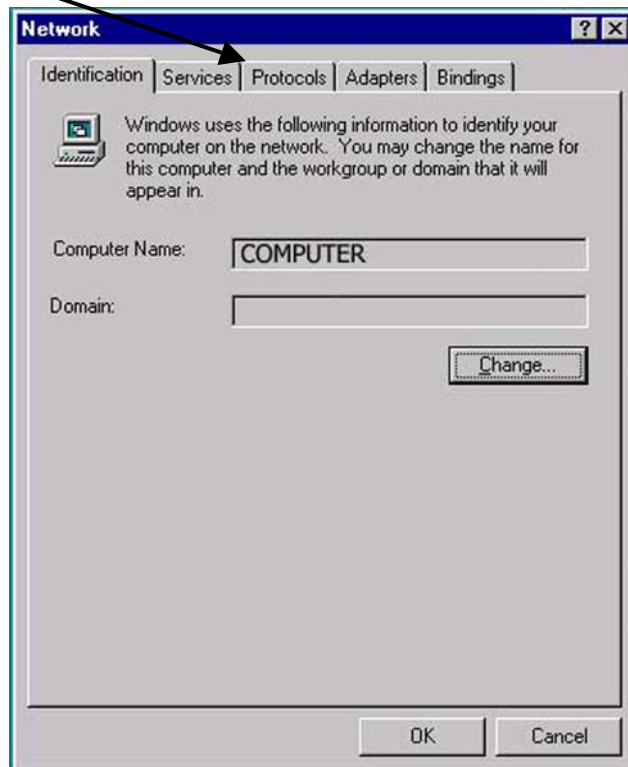 Network
Identification Services Protocols Adapters Bindings
Windows uses the following information to identify your
computer on the network. You may change the name for
this computer and the workgroup or domain that it will
appear in.
Computer Name: COMPUTER
Domain:
Change...
OK Cancel